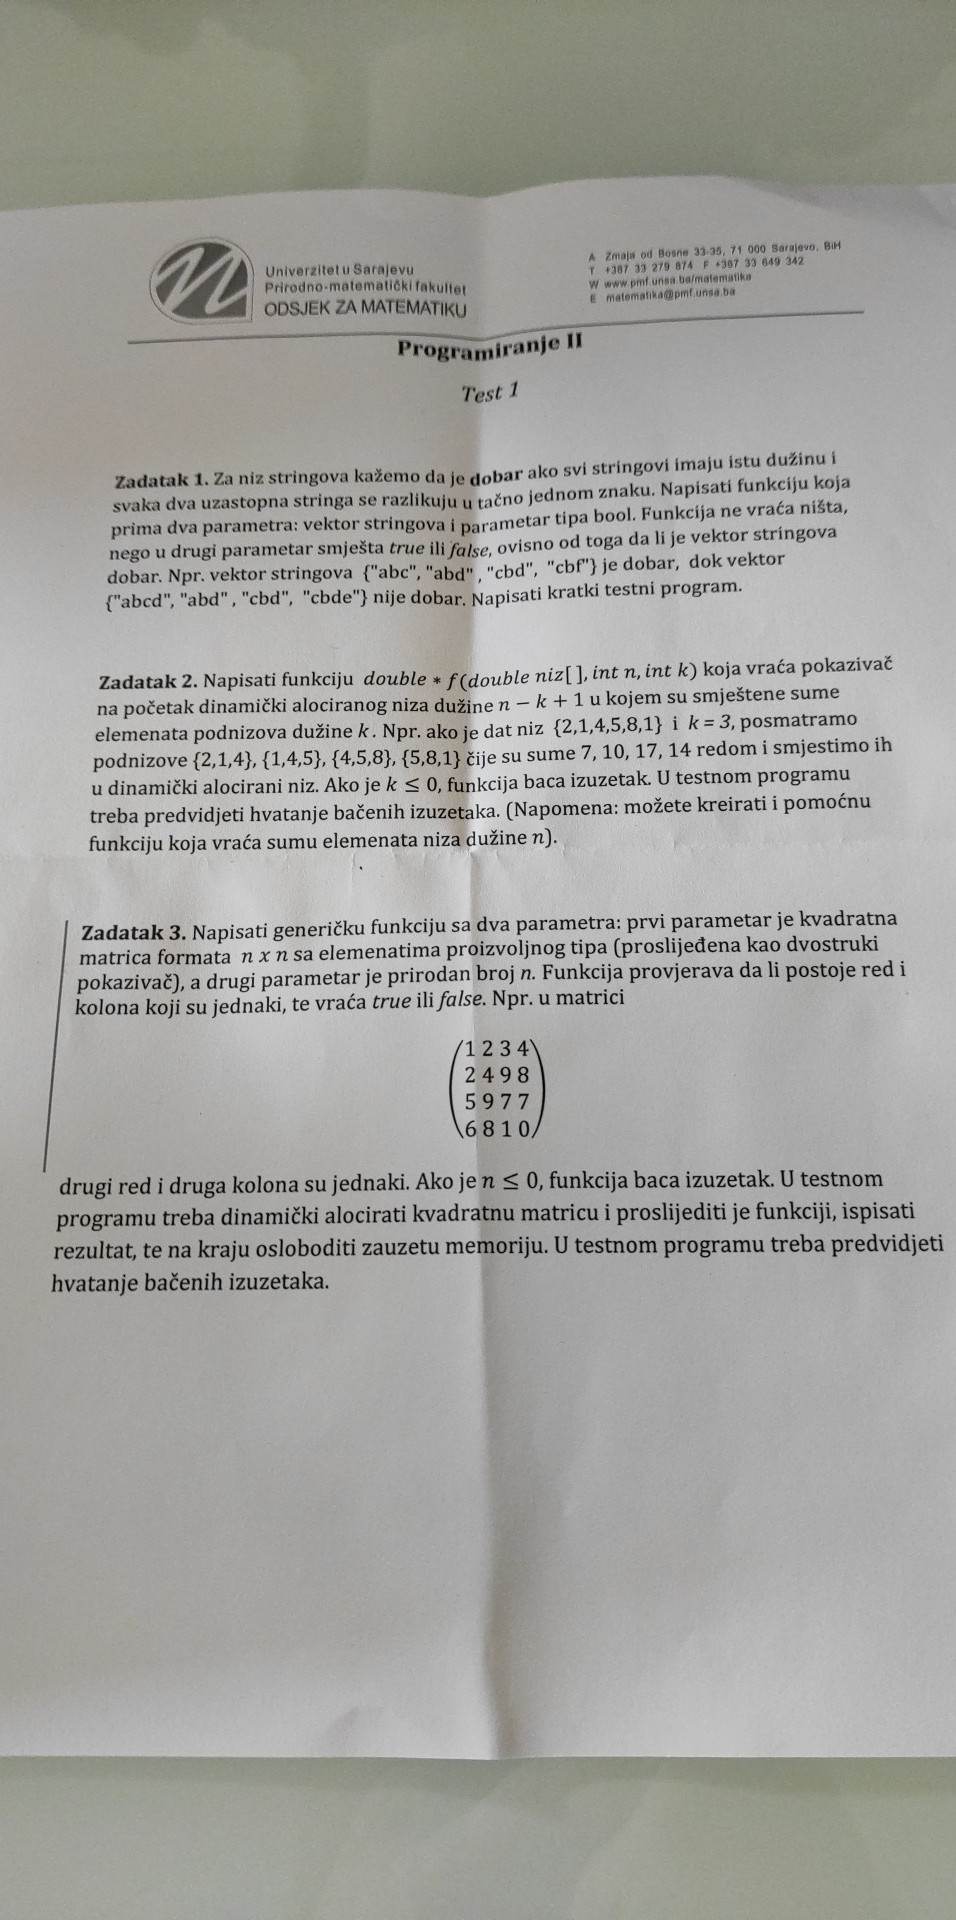 Univerzitet u Sarajevu
Prirodno-matematički fakultet
ODSJEK ZA MATEMATIKU
A Zmaja od Bosne 33-35, 71 000 Sarajevo, BiH
T +387 33 279 874 F +387 33 649 342
W www.pmf.unsa.ba/matematika
E matematika@pmf.unsa.ba
Programiranje II
Test 1
Zadatak 1. Za niz stringova kažemo da je dobar ako svi stringovi imaju istu dužinu i
svaka dva uzastopna stringa se razlikuju u tačno jednom znaku. Napisati funkciju koja
prima dva parametra: vektor stringova i parametar tipa bool. Funkcija ne vraća ništa,
nego u drugi parametar smješta true ili false, ovisno od toga da li je vektor stringova
dobar. Npr. vektor stringova {"abc", "abd" , "cbd", "cbf"} je dobar, dok vektor
{"abcd", "abd" , "cbd", "cbde"} nije dobar. Napisati kratki testni program.
Zadatak 2. Napisati funkciju double * f(double niz[ ], int n, int k) koja vraća pokazivač
na početak dinamički alociranog niza dužine n − k + 1 u kojem su smještene sume
elemenata podnizova dužine k . Npr. ako je dat niz {2,1,4,5,8,1} i k = 3, posmatramo
podnizove {2,1,4}, {1,4,5}, {4,5,8}, {5,8,1} čije su sume 7, 10, 17, 14 redom i smjestimo ih
u dinamički alocirani niz. Ako je k ≤ 0, funkcija baca izuzetak. U testnom programu
treba predvidjeti hvatanje bačenih izuzetaka. (Napomena: možete kreirati i pomoćnu
funkciju koja vraća sumu elemenata niza dužine n).
Zadatak 3. Napisati generičku funkciju sa dva parametra: prvi parametar je kvadratna
matrica formata n x n sa elemenatima proizvoljnog tipa (proslijeđena kao dvostruki
pokazivač), a drugi parametar je prirodan broj n. Funkcija provjerava da li postoje red i
kolona koji su jednaki, te vraća true ili false. Npr. u matrici
1 2 3 4
2 4 9 8
5 9 7 7
6 8 1 0
drugi red i druga kolona su jednaki. Ako je n ≤ 0, funkcija baca izuzetak. U testnom
programu treba dinamički alocirati kvadratnu matricu i proslijediti je funkciji, ispisati
rezultat, te na kraju osloboditi zauzetu memoriju. U testnom programu treba predvidjeti
hvatanje bačenih izuzetaka.